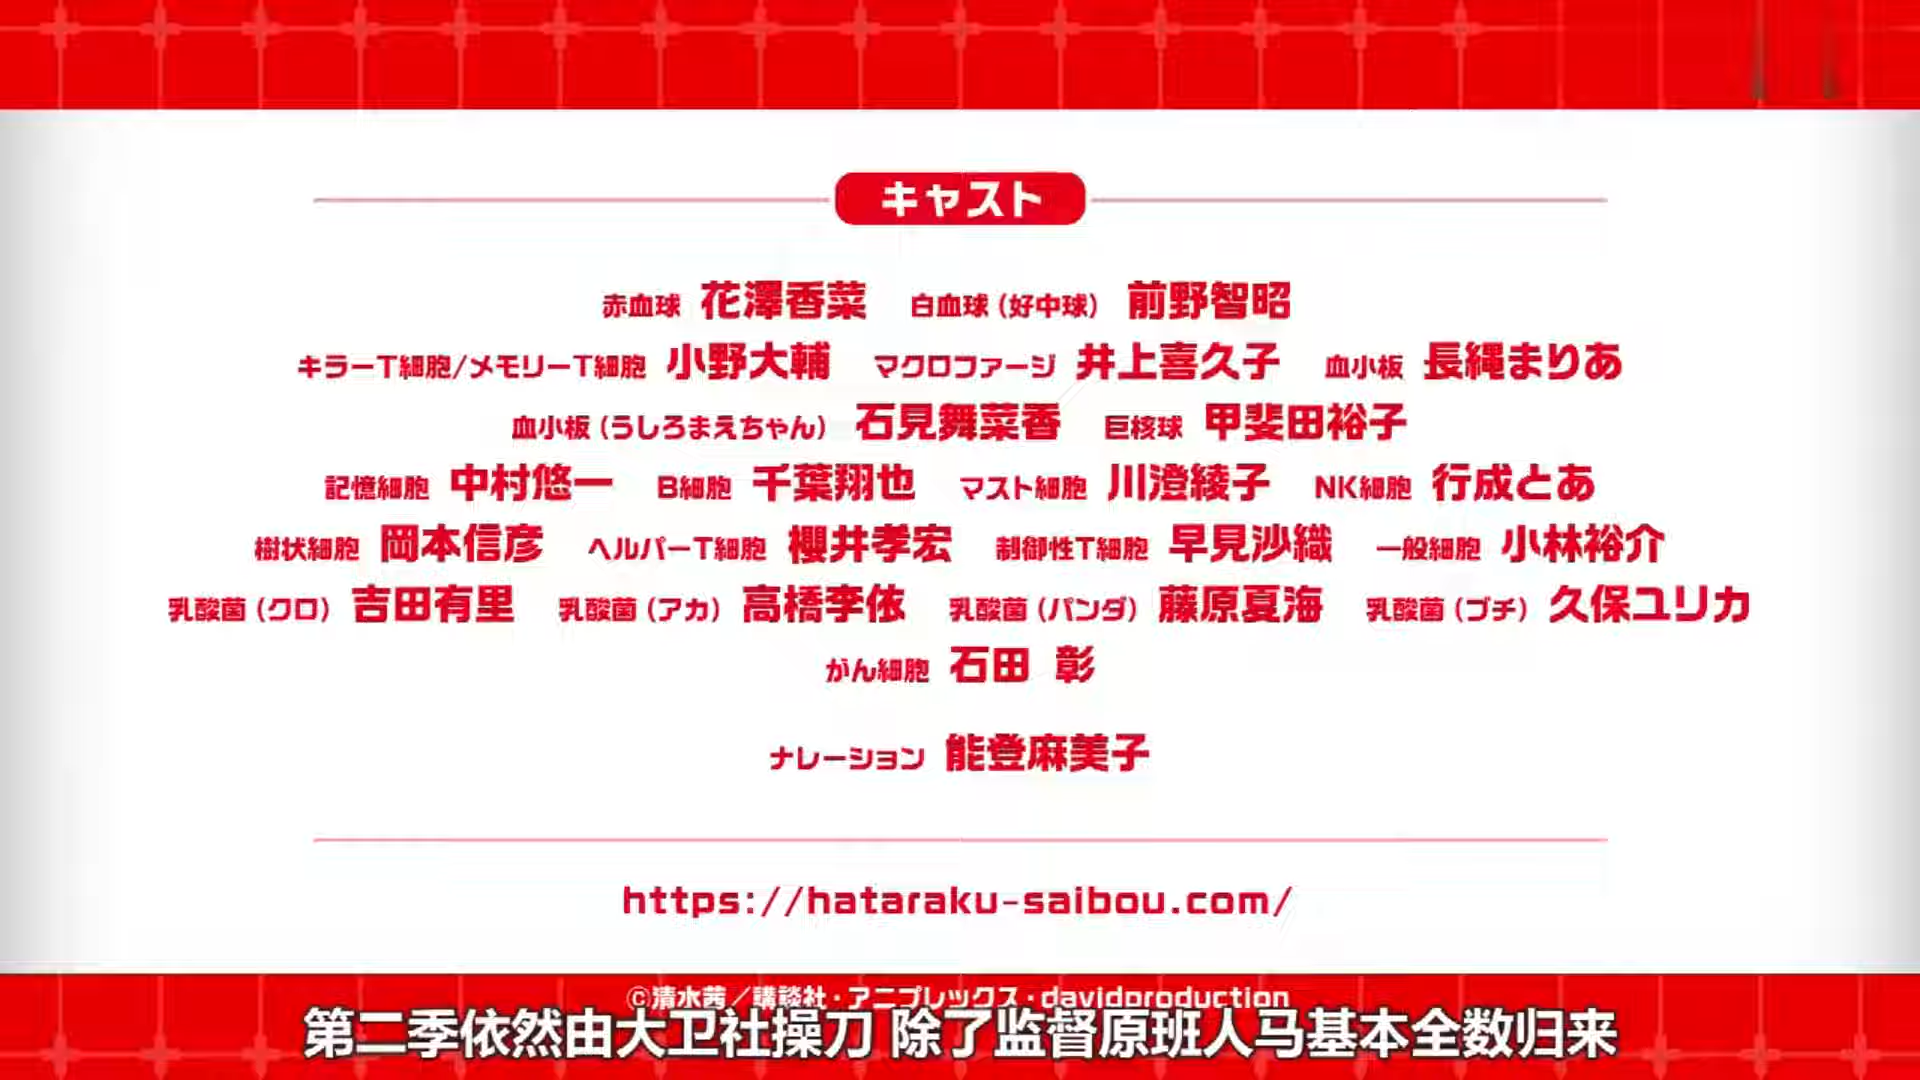 キャスト
赤血球 花澤香菜 白血球（好中球） 前野智昭
キラーT細胞/メモリーT細胞 小野大輔 マクロファージ 井上喜久子 血小板 長縄まりあ
血小板（うしろまえちゃん） 石見舞菜香 巨核球 甲斐田裕子
記憶細胞 中村悠一 B細胞 千葉翔也 マスト細胞 川澄綾子 NK細胞 行成とあ
樹状細胞 岡本信彦 ヘルパーT細胞 櫻井孝宏 制御性T細胞 早見沙織 一般細胞 小林裕介
乳酸菌（クロ） 吉田有里 乳酸菌（アカ） 高橋李依 乳酸菌（パンダ） 藤原夏海 乳酸菌（ブチ） 久保ユリカ
がん細胞 石田 彰
ナレーション 能登麻美子
https://hataraku-saibou.com/
©清水茜／講談社・アニプレックス・davidproduction
第二季依然由大卫社操刀 除了监督原班人马基本全数归来